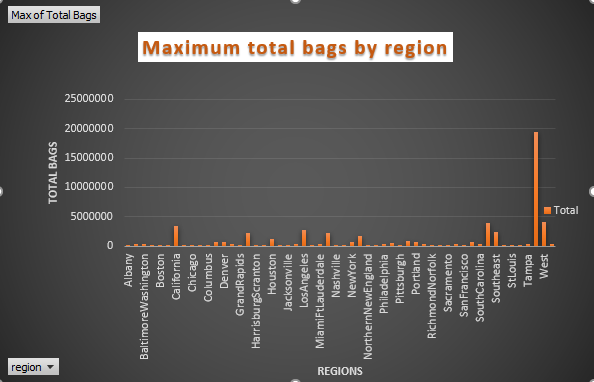 Max of Total Bags
Maximum total bags by region
25000000
20000000
15000000
10000000
5000000
0
TOTAL BAGS
Albany
BaltimoreWashington
Boston
California
Chicago
Columbus
Denver
GrandRapids
HarrisburgScranton
Houston
Jacksonville
LosAngeles
MiamiFtLauderdale
Nashville
NewYork
NorthernNewEngland
Philadelphia
Pittsburgh
Portland
RichmondNorfolk
Sacramento
SanFrancisco
SouthCarolina
Southeast
StLouis
Tampa
West
Total
REGIONS
region